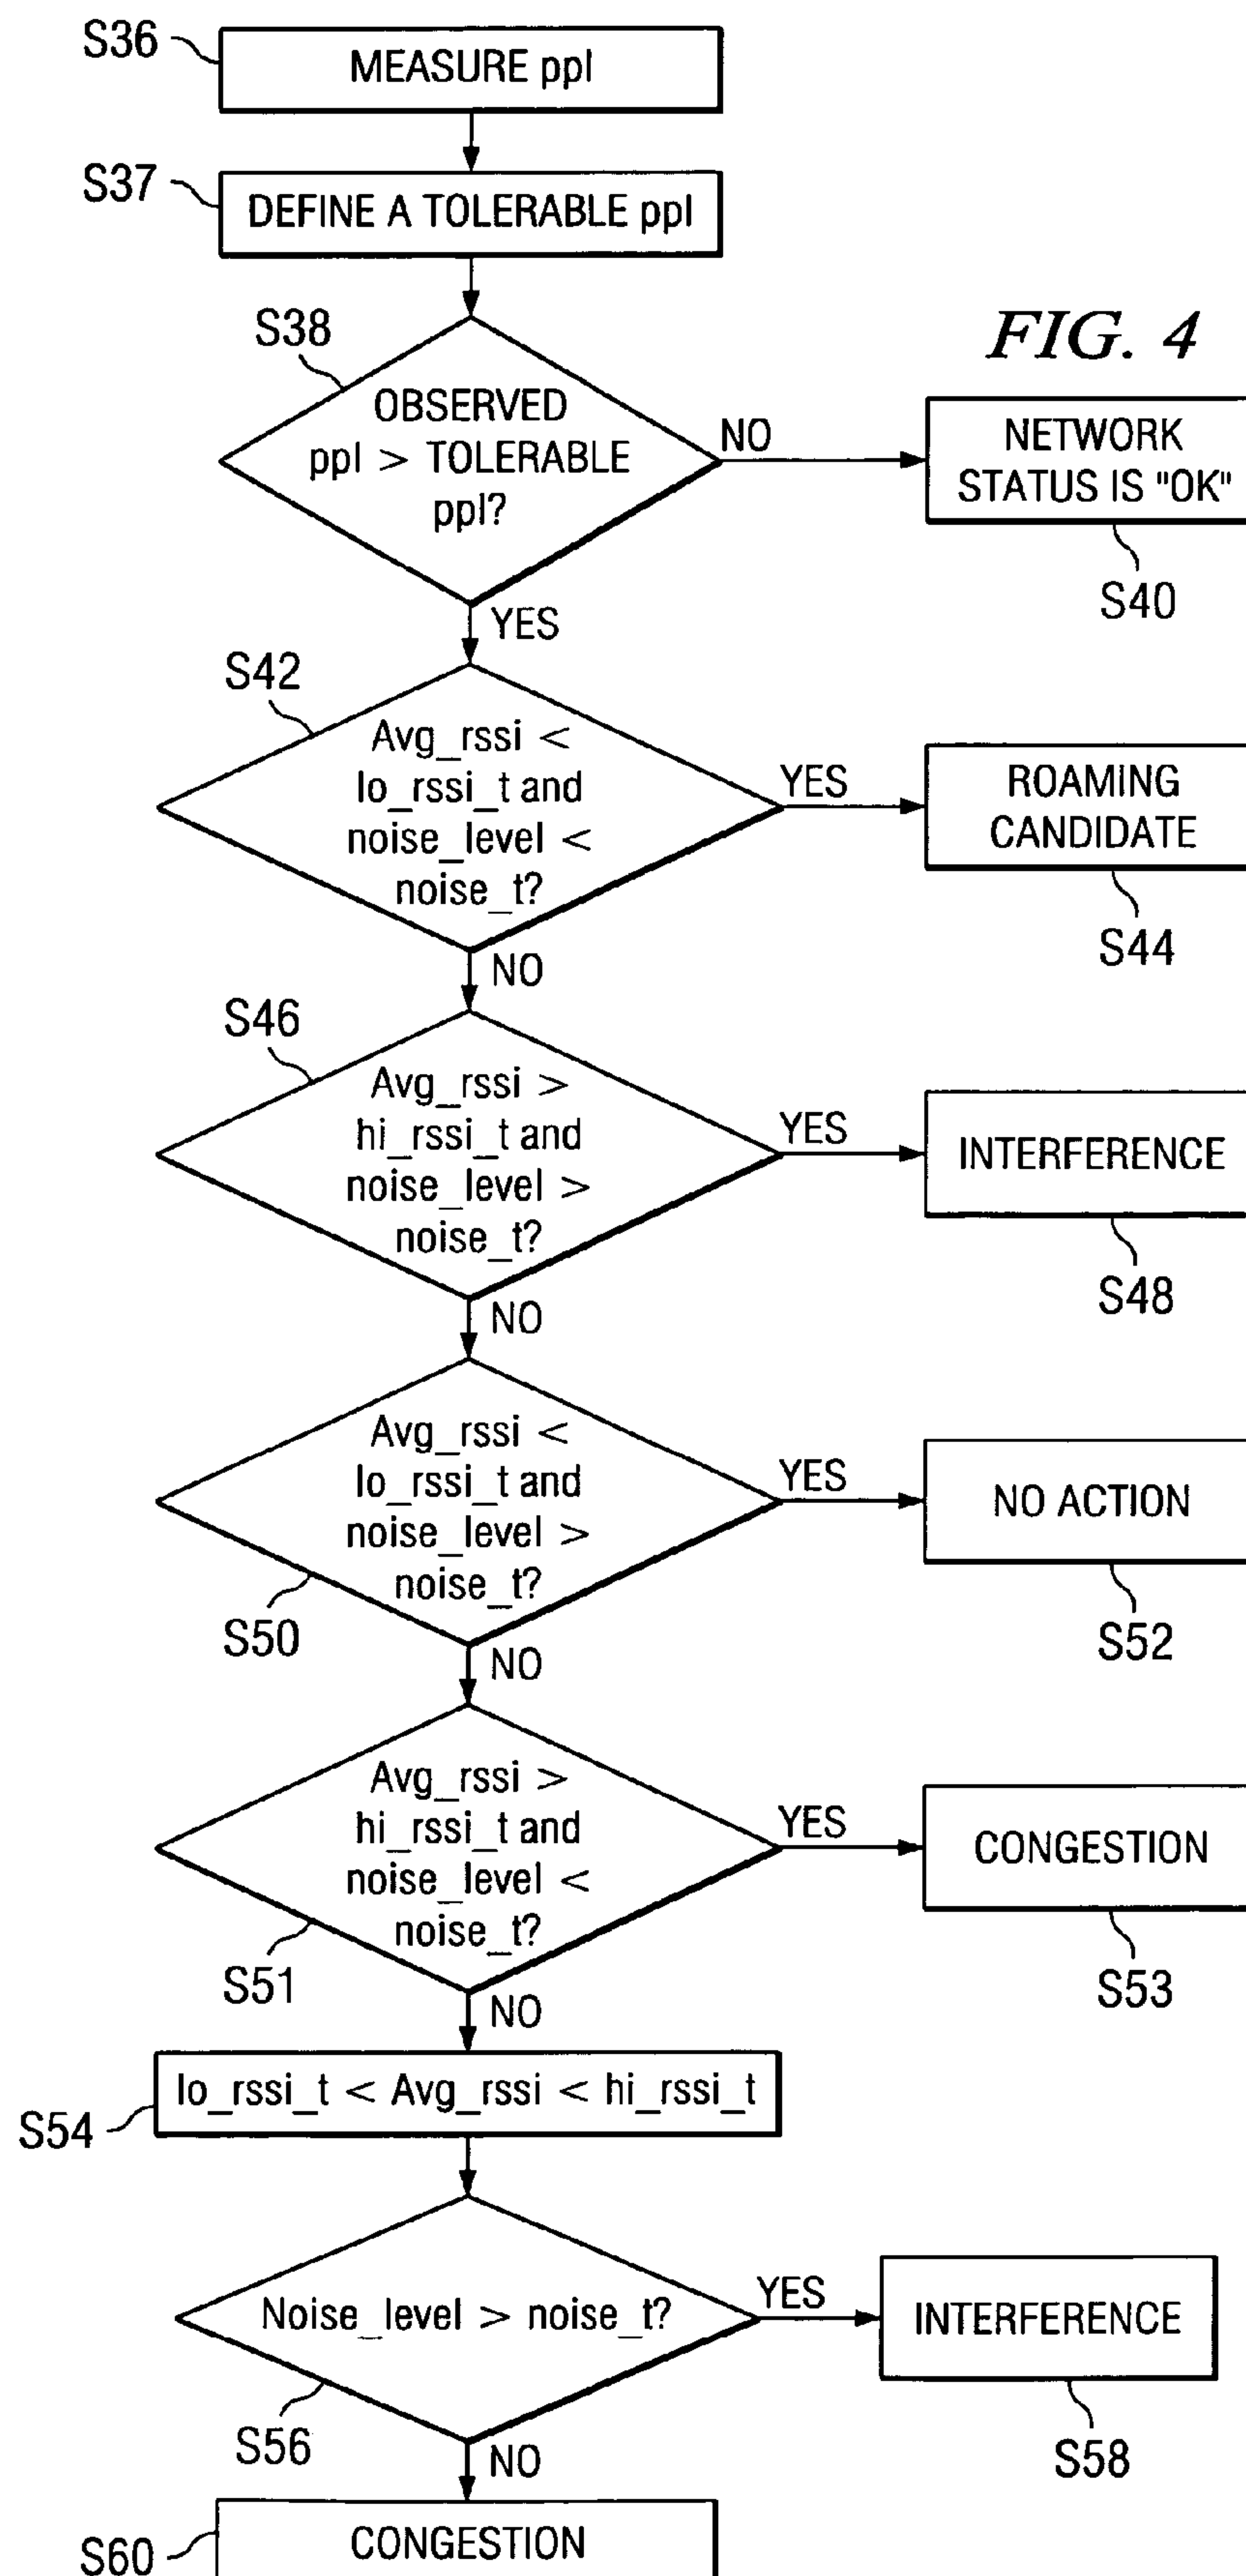 S36
MEASURE ppl
S37
DEFINE A TOLERABLE ppl
FIG. 4
S38
OBSERVED
ppl > TOLERABLE
ppl?
NO
NETWORK
STATUS IS "OK"
S40
YES
S42
Avg_rssi <
lo_rssi_t and
noise_level <
noise_t?
YES
ROAMING
CANDIDATE
S44
NO
S46
Avg_rssi >
hi_rssi_t and
noise_level >
noise_t?
YES
INTERFERENCE
S48
NO
Avg_rssi <
lo_rssi_t and
noise_level >
noise_t?
YES
NO ACTION
S50
S52
NO
Avg_rssi >
hi_rssi_t and
noise_level <
noise_t?
YES
CONGESTION
S51
S53
NO
lo_rssi_t < Avg_rssi < hi_rssi_t
S54
Noise_level > noise_t?
YES
INTERFERENCE
S56
S58
NO
CONGESTION
S60